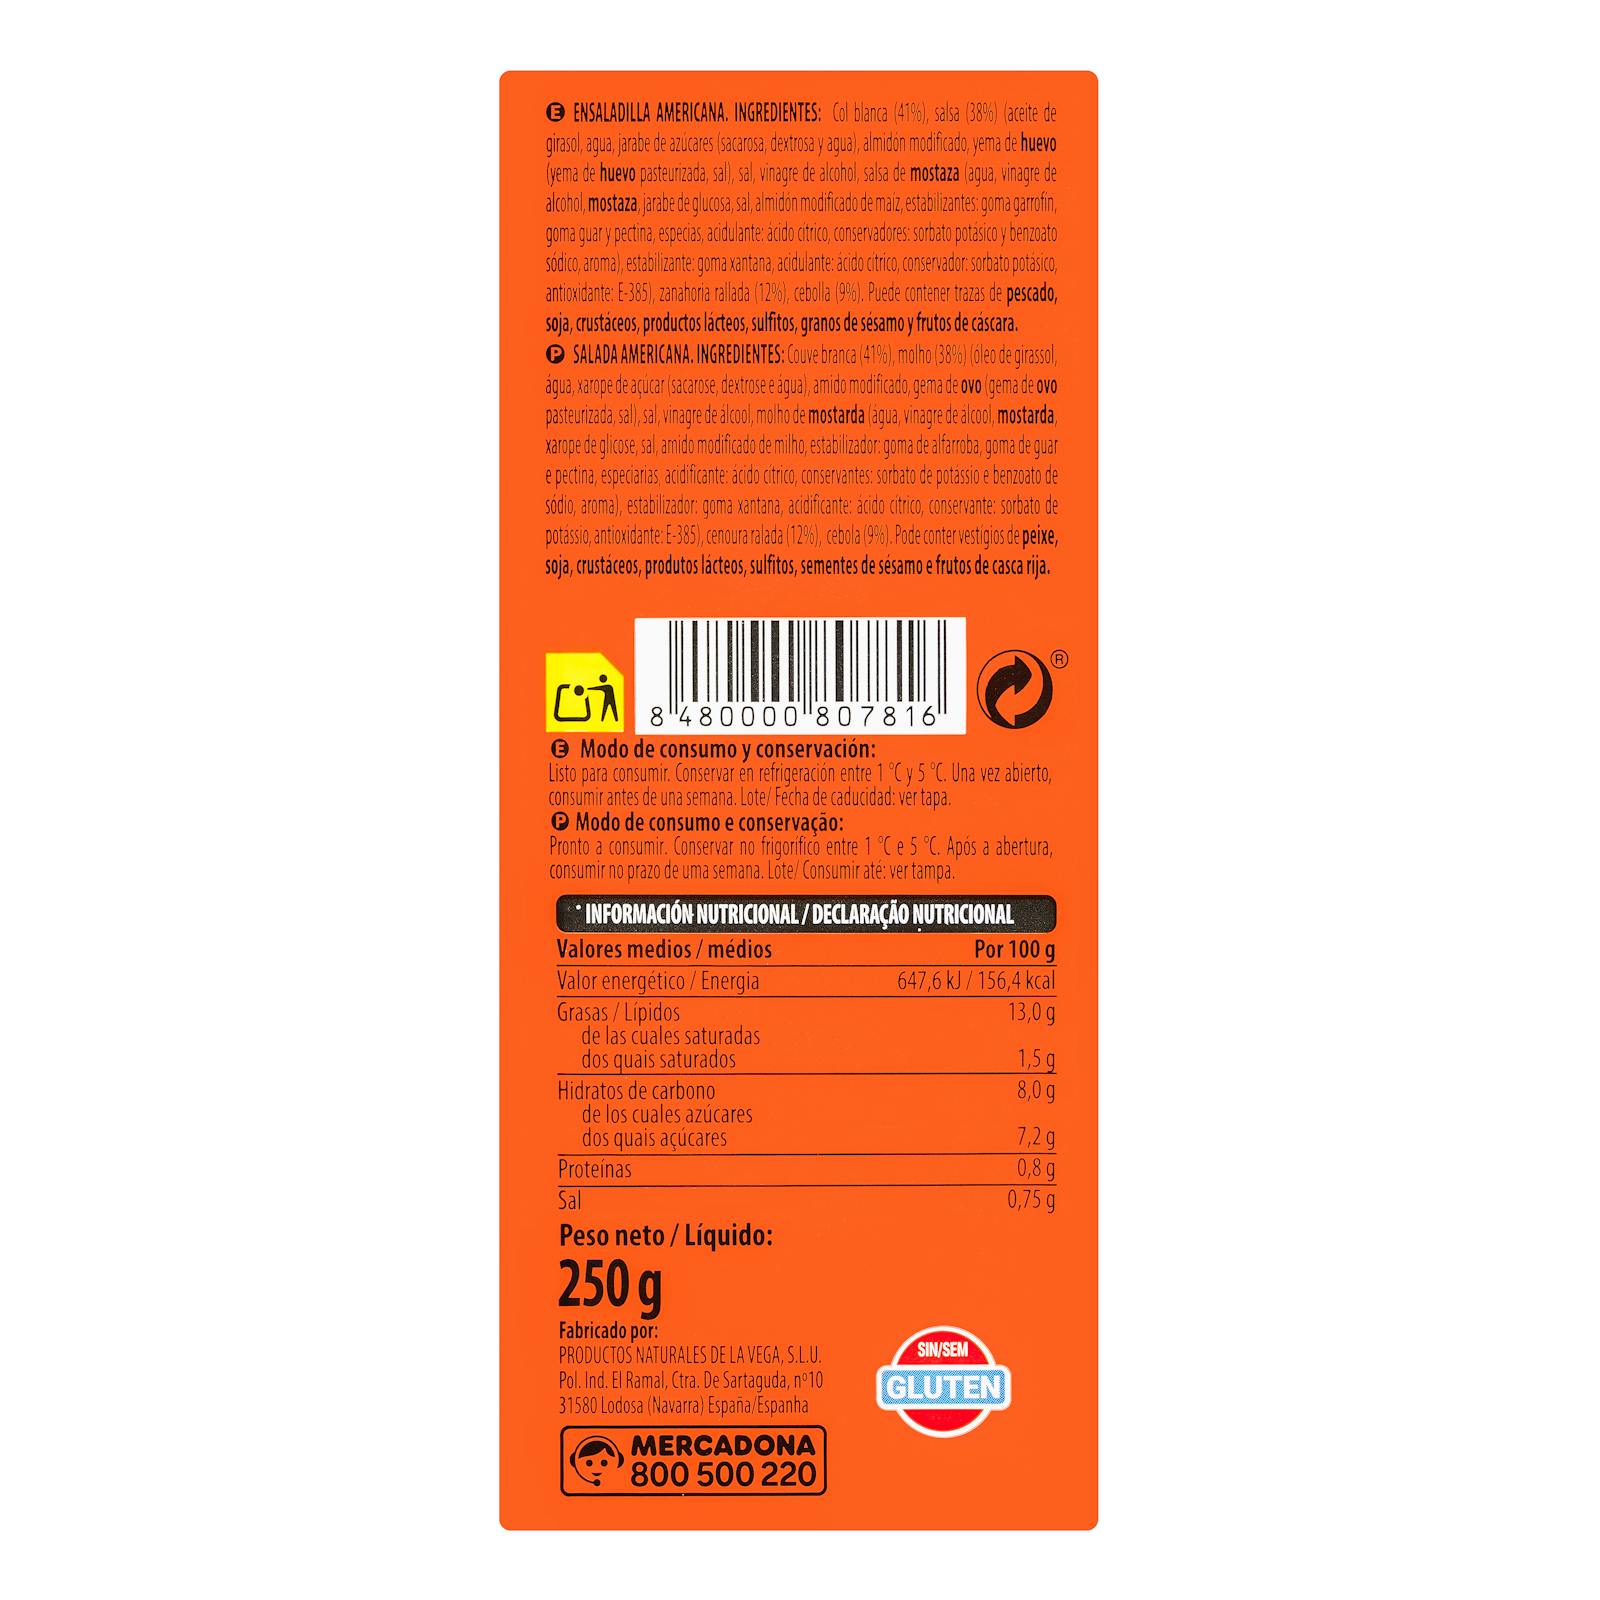 E ENSALADILLA AMERICANA. INGREDIENTES: Col blanca (41%), salsa (38%) (aceite de
girasol, agua, jarabe de azúcares (sacarosa, dextrosa y agua), almidón modificado, yema de huevo
(yema de huevo pasteurizada, sal), sal, vinagre de alcohol, salsa de mostaza (agua, vinagre de
alcohol, mostaza, jarabe de glucosa, sal, almidón modificado de maíz, estabilizantes: goma garrofín,
goma guar y pectina, especias, acidulante: ácido cítrico, conservadores: sorbato potásico y benzoato
sódico, aroma), estabilizante: goma xantana, acidulante: ácido cítrico, conservador: sorbato potásico,
antioxidante: E-385), zanahoria rallada (12%), cebolla (9%). Puede contener trazas de pescado,
soja, crustáceos, productos lácteos, sulfitos, granos de sésamo y frutos de cáscara.
P SALADA AMERICANA. INGREDIENTES: Couve branca (41%), molho (38%) (óleo de girassol,
água, xarope de açúcar (sacarose, dextrose e água), amido modificado, gema de ovo (gema de ovo
pasteurizada, sal), sal, vinagre de álcool, molho de mostarda (água, vinagre de álcool, mostarda,
xarope de glicose, sal, amido modificado de milho, estabilizador: goma de alfarroba, goma de guar
e pectina, especiarias, acidificante: ácido cítrico, conservantes: sorbato de potássio e benzoato de
sódio, aroma), estabilizador: goma xantana, acidificante: ácido cítrico, conservante: sorbato de
potássio, antioxidante: E-385), cenoura ralada (12%), cebola (9%). Pode conter vestígios de peixe,
soja, crustáceos, produtos lácteos, sulfitos, sementes de sésamo e frutos de casca rija.
8 480000 807816
®
E Modo de consumo y conservación:
Listo para consumir. Conservar en refrigeración entre 1 °C y 5 °C. Una vez abierto,
consumir antes de una semana. Lote/ Fecha de caducidad: ver tapa.
P Modo de consumo e conservação:
Pronto a consumir. Conservar no frigorífico entre 1 °C e 5 °C. Após a abertura,
consumir no prazo de uma semana. Lote/ Consumir até: ver tampa.
INFORMACIÓN NUTRICIONAL / DECLARAÇÃO NUTRICIONAL
Valores medios / médios Por 100 g
Valor energético / Energia 647,6 kJ / 156,4 kcal
Grasas / Lípidos 13,0 g
de las cuales saturadas
dos quais saturados 1,5 g
Hidratos de carbono 8,0 g
de los cuales azúcares
dos quais açúcares 7,2 g
Proteínas 0,8 g
Sal 0,75 g
Peso neto / Líquido:
250 g
Fabricado por:
PRODUCTOS NATURALES DE LA VEGA, S.L.U.
Pol. Ind. El Ramal, Ctra. De Sartaguda, nº10
31580 Lodosa (Navarra) España/Espanha
SIN/SEM
GLUTEN
MERCADONA
800 500 220